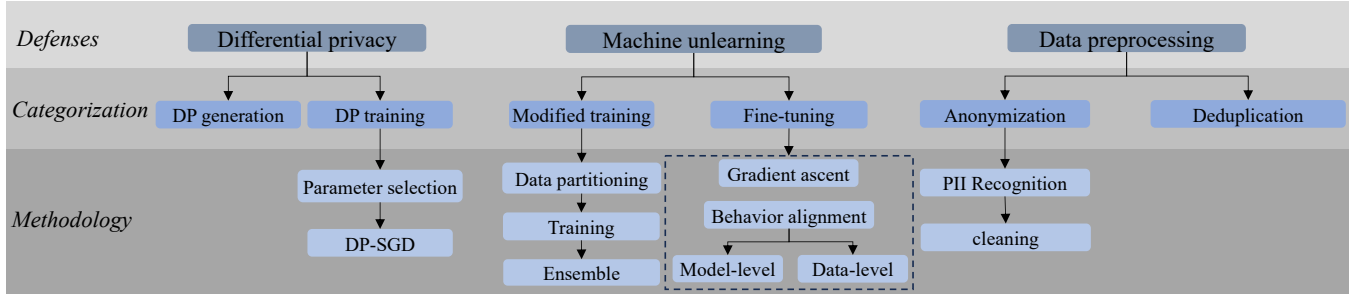 Defenses
Differential privacy
Machine unlearning
Data preprocessing
Categorization
DP generation
DP training
Modified training
Fine-tuning
Anonymization
Deduplication
Methodology
Parameter selection
DP-SGD
Data partitioning
Training
Ensemble
Gradient ascent
Behavior alignment
Model-level
Data-level
PII Recognition
cleaning